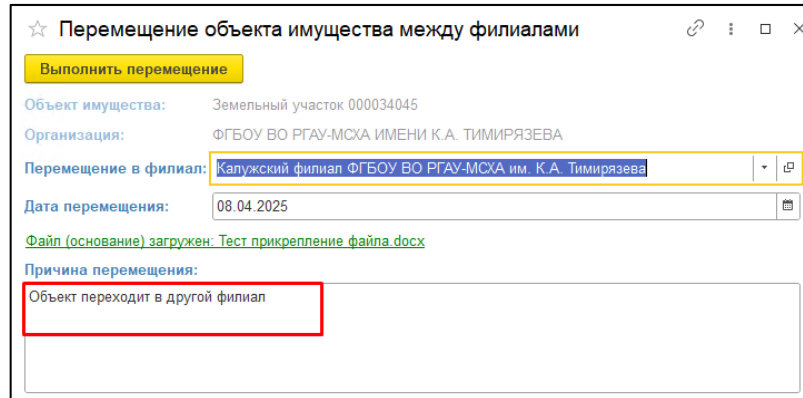 Перемещение объекта имущества между филиалами
Выполнить перемещение
Объект имущества: Земельный участок 000034045
Организация: ФГБОУ ВО РГАУ-МСХА ИМЕНИ К.А. ТИМИРЯЗЕВА
Перемещение в филиал: Калужский филиал ФГБОУ ВО РГАУ-МСХА им. К.А. Тимирязева
Дата перемещения: 08.04.2025
Файл (основание) загружен: Тест прикрепление файла.docx
Причина перемещения:
Объект переходит в другой филиал